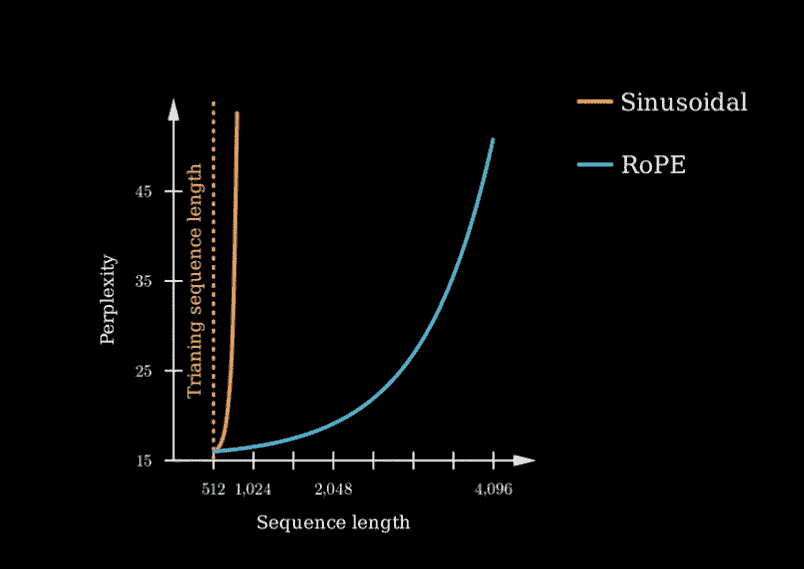 Sinusoidal
RoPE
45
35
25
15
Perplexity
Trianing sequence length
512 1,024 2,048 4,096
Sequence length